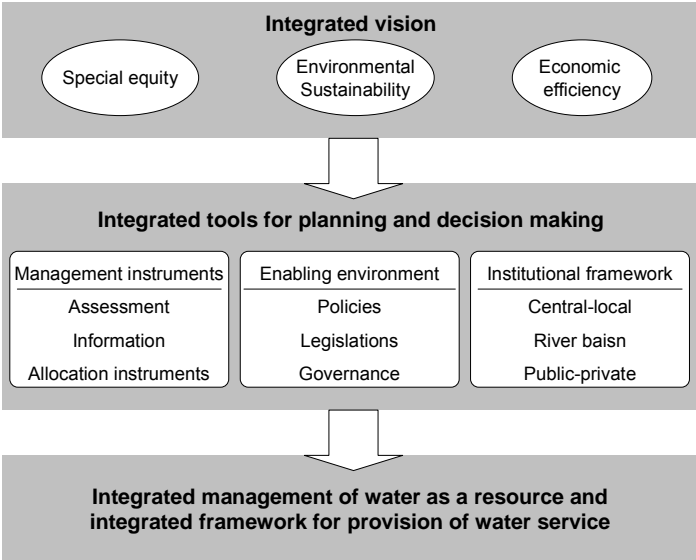 Integrated vision
Special equity
Environmental
Sustainability
Economic
efficiency
Integrated tools for planning and decision making
Management instruments
Assessment
Information
Allocation instruments
Enabling environment
Policies
Legislations
Governance
Institutional framework
Central-local
River baisn
Public-private
Integrated management of water as a resource and
integrated framework for provision of water service